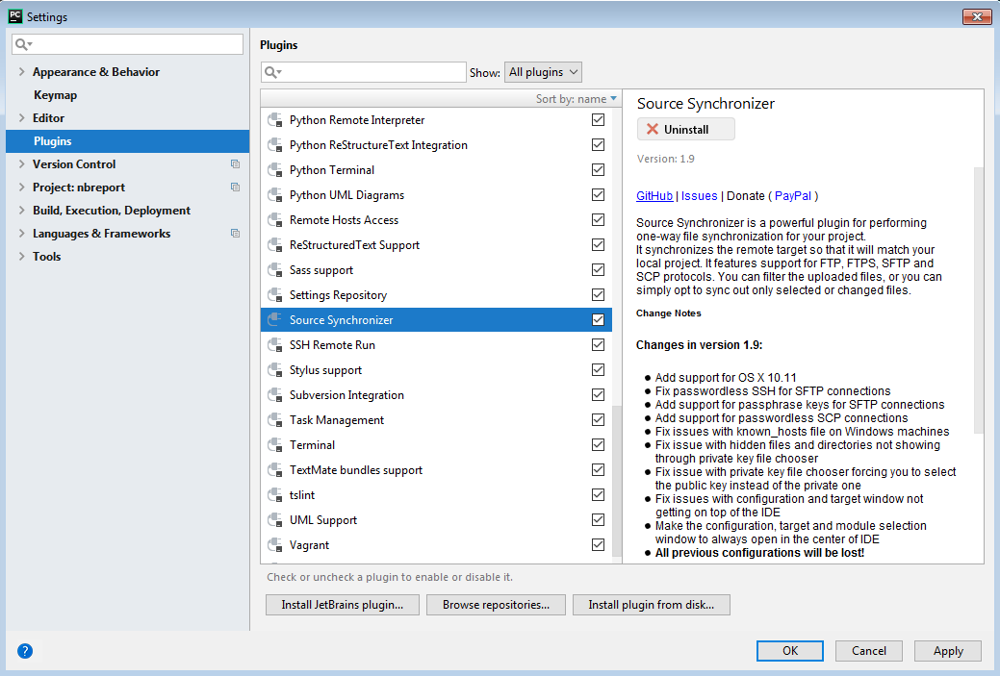 PC Settings
Appearance & Behavior
Keymap
Editor
Plugins
Version Control
Project: nbreport
Build, Execution, Deployment
Languages & Frameworks
Tools
Plugins
Show: All plugins
Sort by: name
Python Remote Interpreter
Python ReStructureText Integration
Python Terminal
Python UML Diagrams
Remote Hosts Access
ReStructuredText Support
Sass support
Settings Repository
Source Synchronizer
SSH Remote Run
Stylus support
Subversion Integration
Task Management
Terminal
TextMate bundles support
tslint
UML Support
Vagrant
Source Synchronizer
Uninstall
Version: 1.9
GitHub | Issues | Donate ( PayPal )
Source Synchronizer is a powerful plugin for performing
one-way file synchronization for your project.
It synchronizes the remote target so that it will match your
local project. It features support for FTP, FTPS, SFTP and
SCP protocols. You can filter the uploaded files, or you can
simply opt to sync out only selected or changed files.
Change Notes
Changes in version 1.9:
● Add support for OS X 10.11
● Fix passwordless SSH for SFTP connections
● Add support for passphrase keys for SFTP connections
● Add support for passwordless SCP connections
● Fix issues with known_hosts file on Windows machines
● Fix issue with hidden files and directories not showing
through private key file chooser
● Fix issue with private key file chooser forcing you to select
the public key instead of the private one
● Fix issues with configuration and target window not
getting on top of the IDE
● Make the configuration, target and module selection
window to always open in the center of IDE
● All previous configurations will be lost!
Check or uncheck a plugin to enable or disable it.
Install JetBrains plugin... Browse repositories... Install plugin from disk...
? OK Cancel Apply